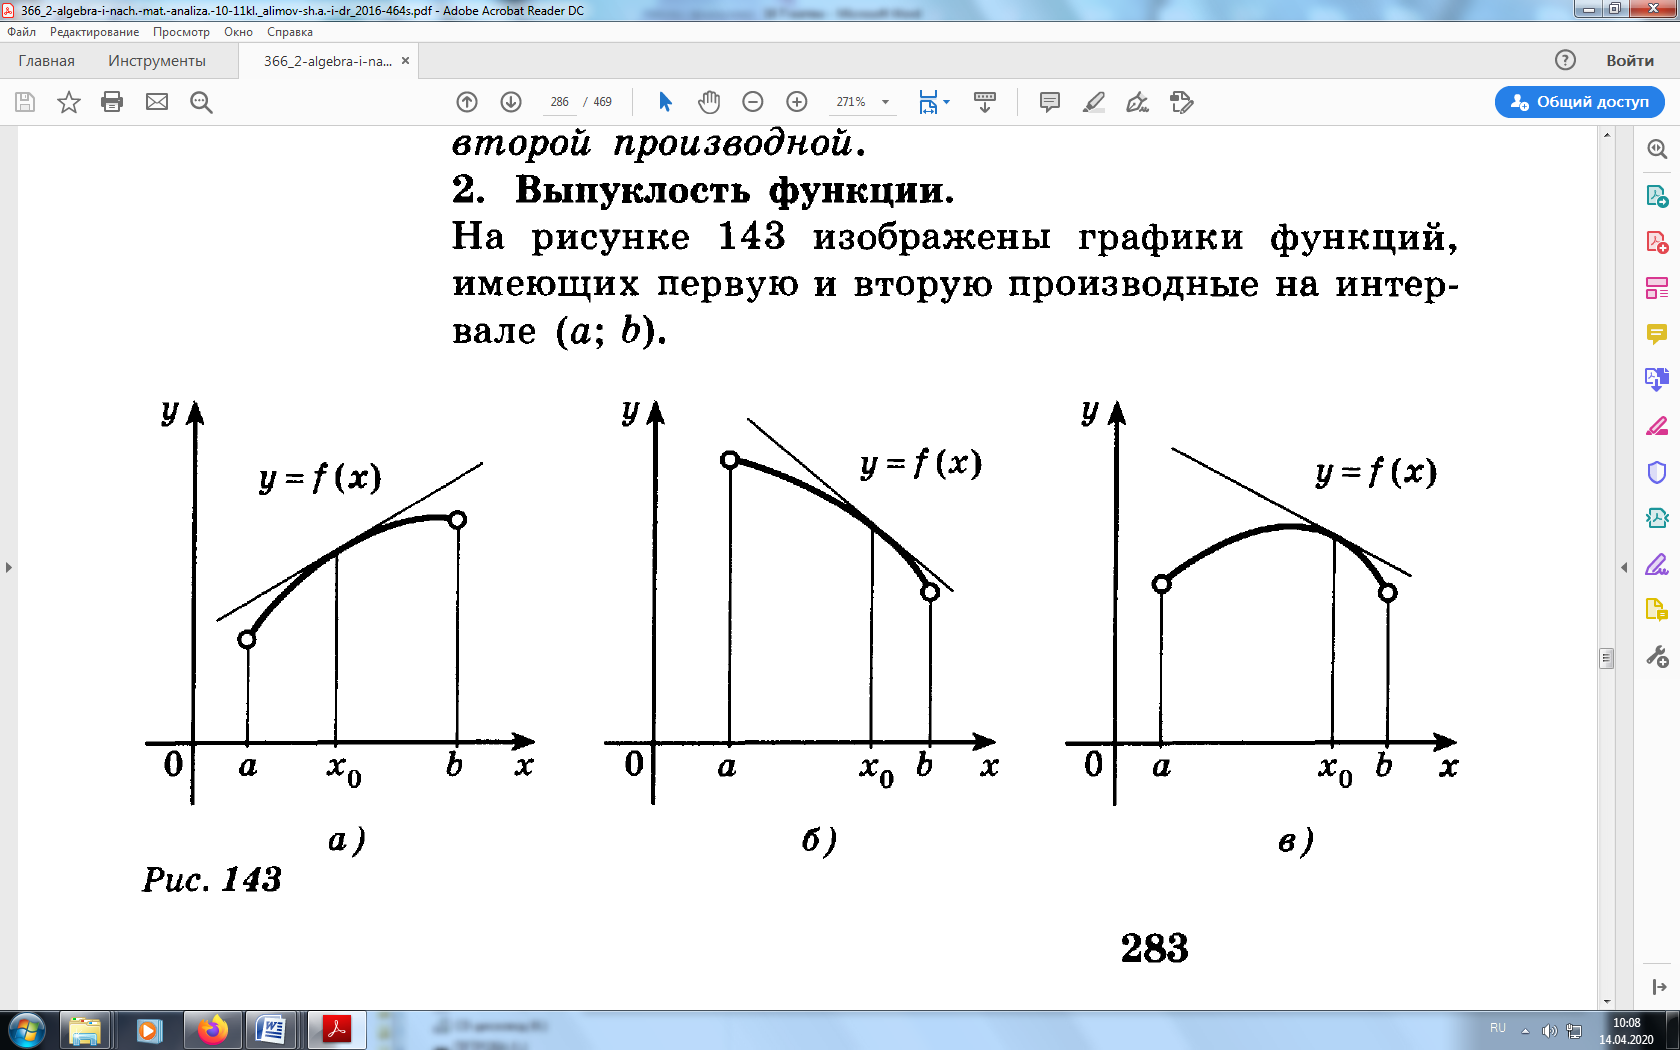 366_2-algebra-i-nach.-mat.-analiza.-10-11kl._alimov-sh.a.-i-dr_2016-464s.pdf - Adobe Acrobat Reader DC
Файл Редактирование Просмотр Окно Справка
Главная Инструменты 366_2-algebra-i-na... × ? Войти
286 / 469 271% Общий доступ
второй производной.
2. Выпуклость функции.
На рисунке 143 изображены графики функций,
имеющих первую и вторую производные на интер-
вале (a; b).
y y = f(x) 0 a x₀ b x
а)
y y = f(x) 0 a x₀ b x
б)
y y = f(x) 0 a x₀ b x
в)
Рис. 143
283
RU 10:08
14.04.2020